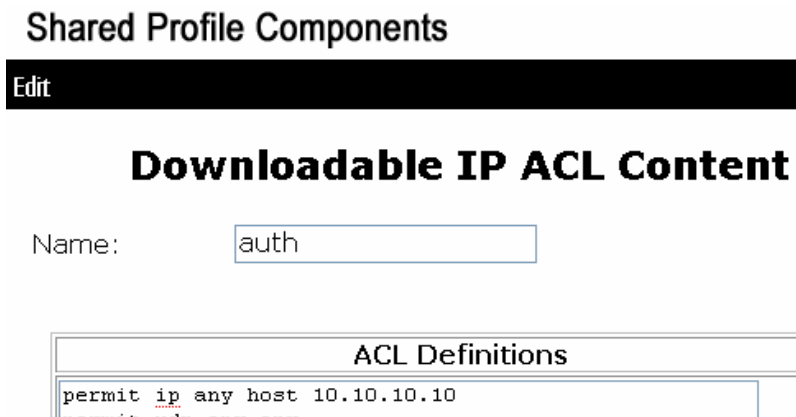 Shared Profile Components
Edit
Downloadable IP ACL Content
Name:
auth
ACL Definitions
permit ip any host 10.10.10.10